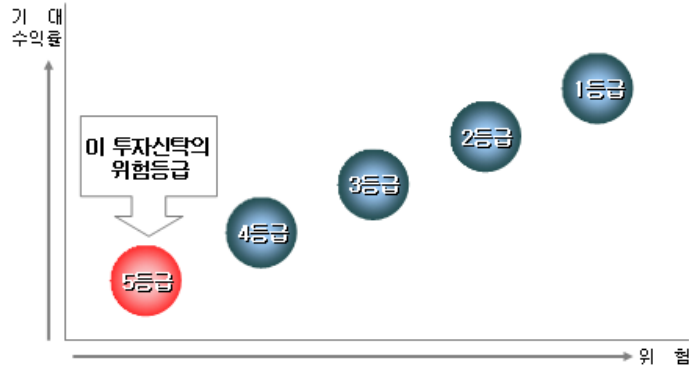 기 대
수익률
1등급
2등급
이 투자신탁의
위험등급
3등급
4등급
5등급
위 험